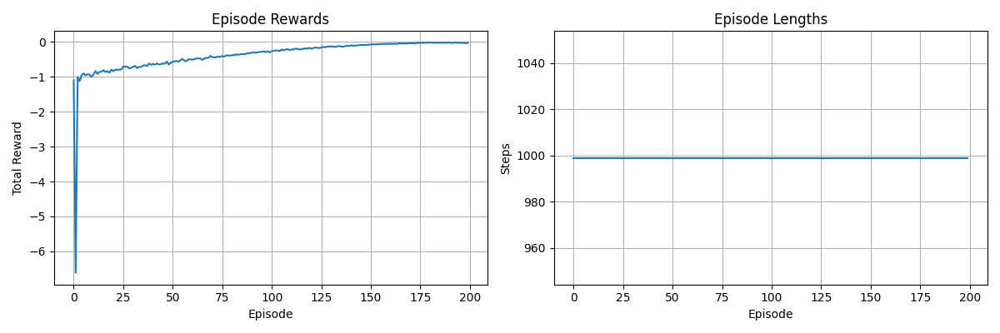 Episode Rewards
0
−1
−2
−3
−4
−5
−6
Total Reward
0 25 50 75 100 125 150 175 200
Episode
Episode Lengths
1040
1020
1000
980
960
Steps
0 25 50 75 100 125 150 175 200
Episode